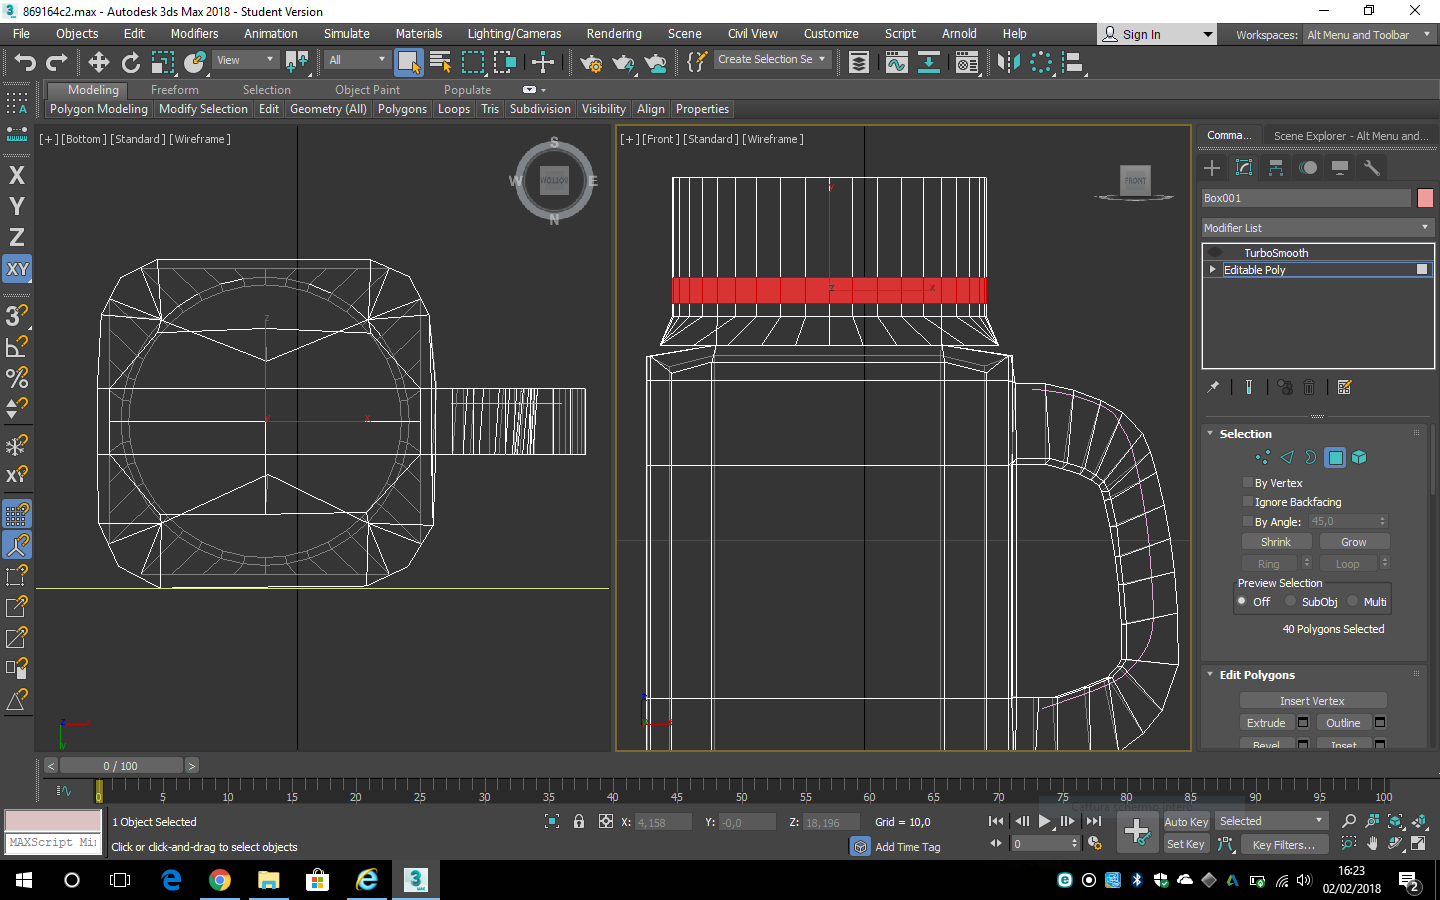 869164c2.max - Autodesk 3ds Max 2018 - Student Version
File Objects Edit Modifiers Animation Simulate Materials Lighting/Cameras Rendering Scene Civil View Customize Script Arnold Help Sign In Workspaces: Alt Menu and Toolbar
View All Create Selection Se
Modeling Freeform Selection Object Paint Populate
Polygon Modeling Modify Selection Edit Geometry (All) Polygons Loops Tris Subdivision Visibility Align Properties
[+] [Bottom] [Standard] [Wireframe]
S
W E
BOTTOM
N
z
y x
z x
y
[+] [Front] [Standard] [Wireframe]
FRONT
y
z x
z
x
X
Y
Z
XY
3
%
XY
Comma... Scene Explorer - Alt Menu and...
Box001
Modifier List
TurboSmooth
Editable Poly
Selection
By Vertex
Ignore Backfacing
By Angle: 45,0
Shrink Grow
Ring Loop
Preview Selection
Off SubObj Multi
40 Polygons Selected
Edit Polygons
Insert Vertex
Extrude Outline
Bevel Inset
< 0 / 100 >
0 5 10 15 20 25 30 35 40 45 50 55 60 65 70 75 80 85 90 95 100
Cattura schermo intero
1 Object Selected X: 4,158 Y: -0,0 Z: 18,196 Grid = 10,0 Auto Key Selected
MAXScript Mi
Click or click-and-drag to select objects Add Time Tag 0 Set Key Key Filters...
16:23
02/02/2018
2